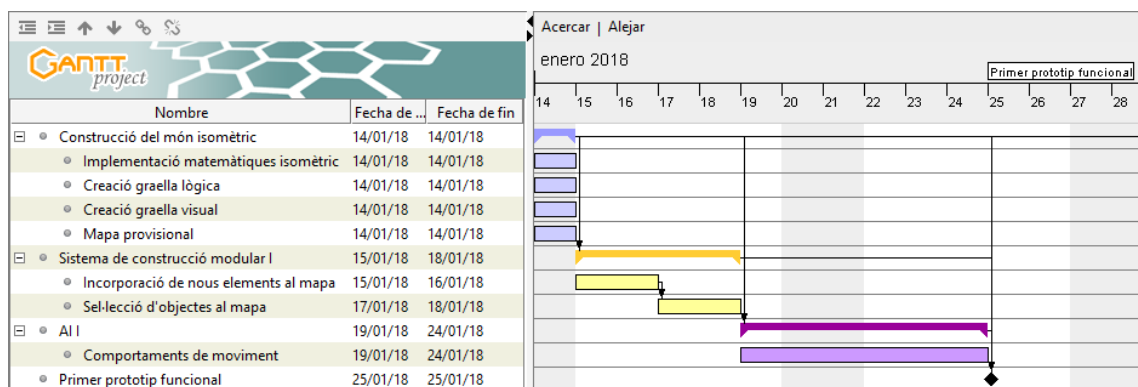 Acercar | Alejar
GANTT
project
enero 2018
Primer prototip funcional
14 15 16 17 18 19 20 21 22 23 24 25 26 27 28
Nombre Fecha de ... Fecha de fin
Construcció del món isomètric 14/01/18 14/01/18
Implementació matemàtiques isomètric 14/01/18 14/01/18
Creació graella lògica 14/01/18 14/01/18
Creació graella visual 14/01/18 14/01/18
Mapa provisional 14/01/18 14/01/18
Sistema de construcció modular I 15/01/18 18/01/18
Incorporació de nous elements al mapa 15/01/18 16/01/18
Sel·lecció d'objectes al mapa 17/01/18 18/01/18
AI I 19/01/18 24/01/18
Comportaments de moviment 19/01/18 24/01/18
Primer prototip funcional 25/01/18 25/01/18